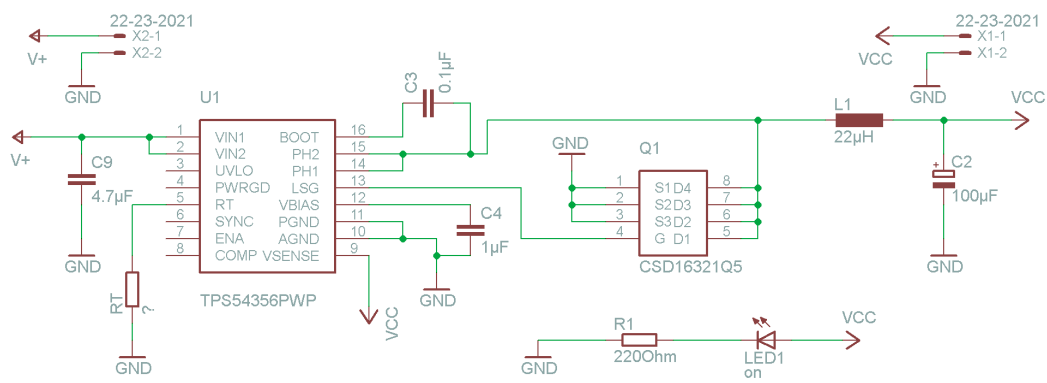 22-23-2021
X2-1
X2-2
V+
GND
22-23-2021
X1-1
X1-2
VCC
GND
U1
C3
0.1µF
V+
C9
4.7µF
GND
1 VIN1 BOOT 16
2 VIN2 PH2 15
3 UVLO PH1 14
4 PWRGD LSG 13
5 RT VBIAS 12
6 SYNC PGND 11
7 ENA AGND 10
8 COMP VSENSE 9
TPS54356PWP
RT
?
GND
C4
1µF
GND
VCC
GND
Q1
1 S1 D4 8
2 S2 D3 7
3 S3 D2 6
4 G D1 5
CSD16321Q5
L1
22µH
VCC
C2
+
100µF
GND
GND
R1
220Ohm
LED1
on
VCC